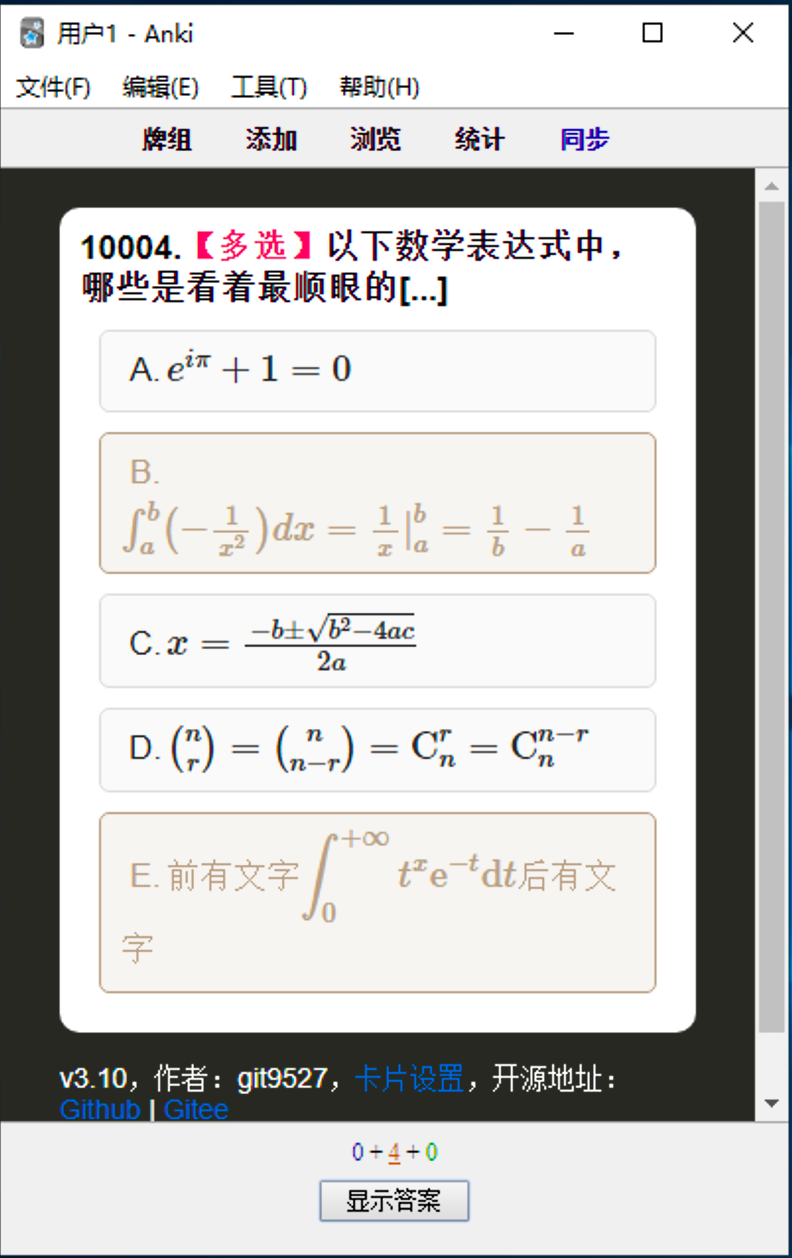 用户1 - Anki
文件(F) 编辑(E) 工具(T) 帮助(H)
牌组 添加 浏览 统计 同步
10004.【多选】以下数学表达式中，
哪些是看着最顺眼的[...]
A. $e^{i\pi} + 1 = 0$
B.
$\int_a^b (-\frac{1}{x^2})dx = \frac{1}{x}|_a^b = \frac{1}{b} - \frac{1}{a}$
C. $x = \frac{-b \pm \sqrt{b^2-4ac}}{2a}$
D. $\binom{n}{r} = \binom{n}{n-r} = \mathrm{C}_n^r = \mathrm{C}_n^{n-r}$
E. 前有文字$\int_0^{+\infty} t^x \mathrm{e}^{-t} \mathrm{d}t$后有文
字
v3.10，作者：git9527，卡片设置，开源地址：
Github | Gitee
0 + 4 + 0
显示答案